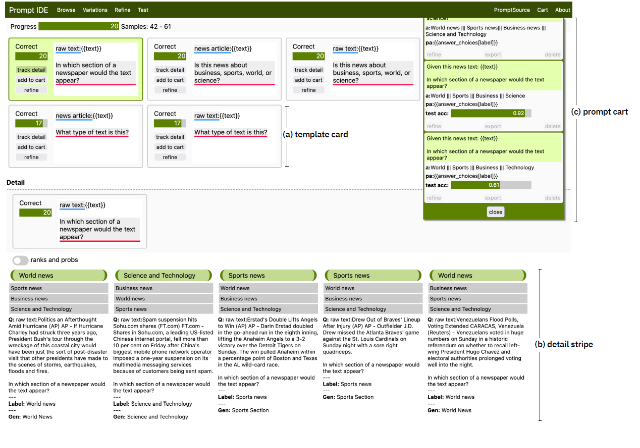 Prompt IDE Browse Variations Refine Test PromptSource Cart About
Progress 20 Samples: 42 - 61
Correct
20
track detail
add to cart
refine
raw text:{{text}}
In which section of a
newspaper would the text
appear?
Correct
20
track detail
add to cart
refine
news article:{{text}}
Is this news about
business, sports, world, or
science?
Correct
20
track detail
add to cart
refine
raw text:{{text}}
Is this news about
business, sports, world, or
science?
Correct
17
track detail
add to cart
refine
news article:{{text}}
What type of text is this?
Correct
17
track detail
add to cart
refine
raw text:{{text}}
What type of text is this?
(a) template card
science?
a:World news ||| Sports news||| Business news |||
Science and Technology
pa:{{answer_choices[label]}}
refine export delete
Given this news text: {{text}}
In which section of a newspaper would the text
appear?
a:World ||| Sports ||| Business ||| Science
pa:{{answer_choices[label]}}
test acc: 0.92
refine export delete
Given this news text: {{text}}
In which section of a newspaper would the text
appear?
a:World ||| Sports ||| Business ||| Technology
pa:{{answer_choices[label]}}
test acc: 0.61
refine export delete
close
(c) prompt cart
Detail
Correct
20
raw text:{{text}}
In which section of a
newspaper would the text
appear?
ranks and probs
World news
Sports news
Business news
Science and Technology
Q: raw text:Politics an Afterthought
Amid Hurricane (AP) AP - If Hurricane
Charley had struck three years ago,
President Bush's tour through the
wreckage of this coastal city would
have been just the sort of post-disaster
visit that other presidents have made to
the scenes of storms, earthquakes,
floods and fires.
In which section of a newspaper would
the text appear?
---
Label: World news
---
Gen: World News
Science and Technology
Business news
World news
Sports news
Q: raw text:Spam suspension hits
Sohu.com shares (FT.com) FT.com -
Shares in Sohu.com, a leading US-listed
Chinese internet portal, fell more than
10 per cent on Friday after China's
biggest mobile phone network operator
imposed a one-year suspension on its
multimedia messaging services
because of customers being sent spam.
In which section of a newspaper would
the text appear?
---
Label: Science and Technology
---
Gen: Science and Technology
Sports news
World news
Business news
Science and Technology
Q: raw text:Erstad's Double Lifts Angels
to Win (AP) AP - Darin Erstad doubled
in the go-ahead run in the eighth inning,
lifting the Anaheim Angels to a 3-2
victory over the Detroit Tigers on
Sunday. The win pulled Anaheim within
a percentage point of Boston and Texas
in the AL wild-card race.
In which section of a newspaper would
the text appear?
---
Label: Sports news
---
Gen: Sports Section
Sports news
World news
Business news
Science and Technology
Q: raw text:Drew Out of Braves' Lineup
After Injury (AP) AP - Outfielder J.D.
Drew missed the Atlanta Braves' game
against the St. Louis Cardinals on
Sunday night with a sore right
quadriceps.
In which section of a newspaper would
the text appear?
---
Label: Sports news
---
Gen: Sports Section
World news
Sports news
Business news
Science and Technology
Q: raw text:Venezuelans Flood Polls,
Voting Extended CARACAS, Venezuela
(Reuters) - Venezuelans voted in huge
numbers on Sunday in a historic
referendum on whether to recall left-
wing President Hugo Chavez and
electoral authorities prolonged voting
well into the night.
In which section of a newspaper would
the text appear?
---
Label: World news
---
Gen: World News
(b) detail stripe